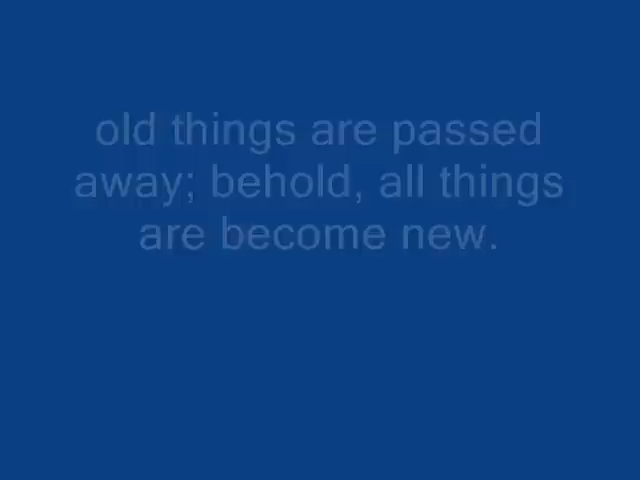 old things are passed
away; behold, all things
are become new.